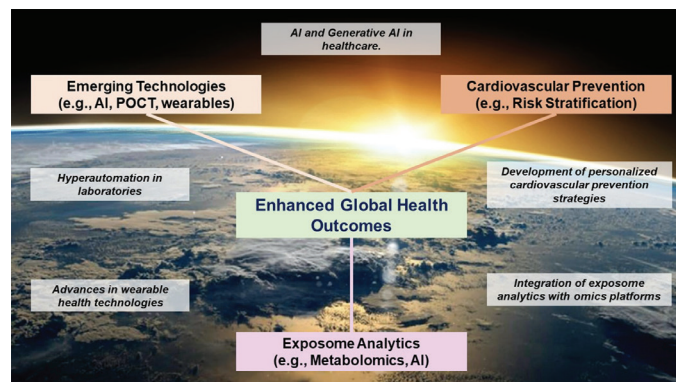 AI and Generative AI in
healthcare.
Emerging Technologies
(e.g., AI, POCT, wearables)
Cardiovascular Prevention
(e.g., Risk Stratification)
Hyperautomation in
laboratories
Development of personalized
cardiovascular prevention
strategies
Enhanced Global Health
Outcomes
Advances in wearable
health technologies
Integration of exposome
analytics with omics platforms
Exposome Analytics
(e.g., Metabolomics, AI)